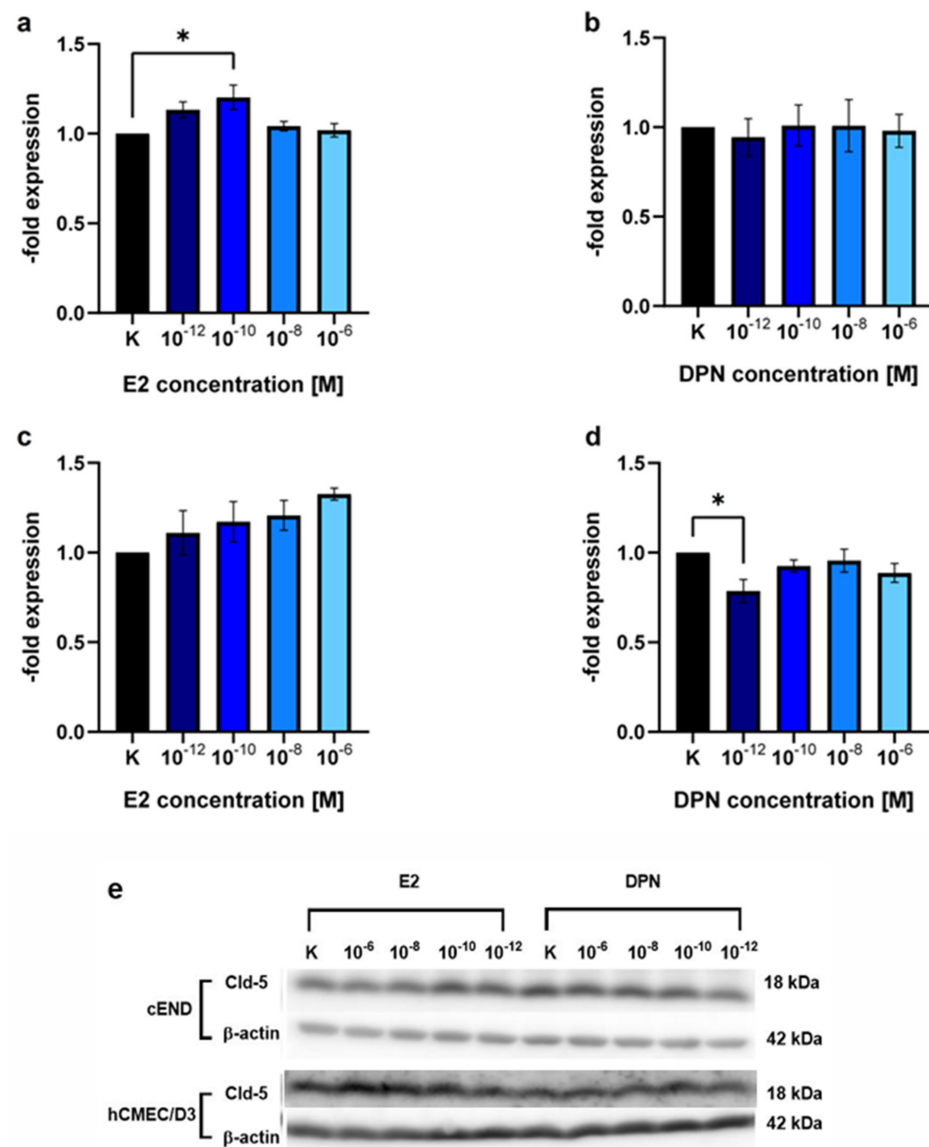 a
b
*
1.5
1.0
0.5
0.0
-fold expression
K 10⁻¹² 10⁻¹⁰ 10⁻⁸ 10⁻⁶
E2 concentration [M]
1.5
1.0
0.5
0.0
-fold expression
K 10⁻¹² 10⁻¹⁰ 10⁻⁸ 10⁻⁶
DPN concentration [M]
c
d
1.5
1.0
0.5
0.0
-fold expression
K 10⁻¹² 10⁻¹⁰ 10⁻⁸ 10⁻⁶
E2 concentration [M]
*
1.5
1.0
0.5
0.0
-fold expression
K 10⁻¹² 10⁻¹⁰ 10⁻⁸ 10⁻⁶
DPN concentration [M]
e
E2 DPN
K 10⁻⁶ 10⁻⁸ 10⁻¹⁰ 10⁻¹² K 10⁻⁶ 10⁻⁸ 10⁻¹⁰ 10⁻¹²
cEND
Cld-5 18 kDa
β-actin 42 kDa
hCMEC/D3
Cld-5 18 kDa
β-actin 42 kDa